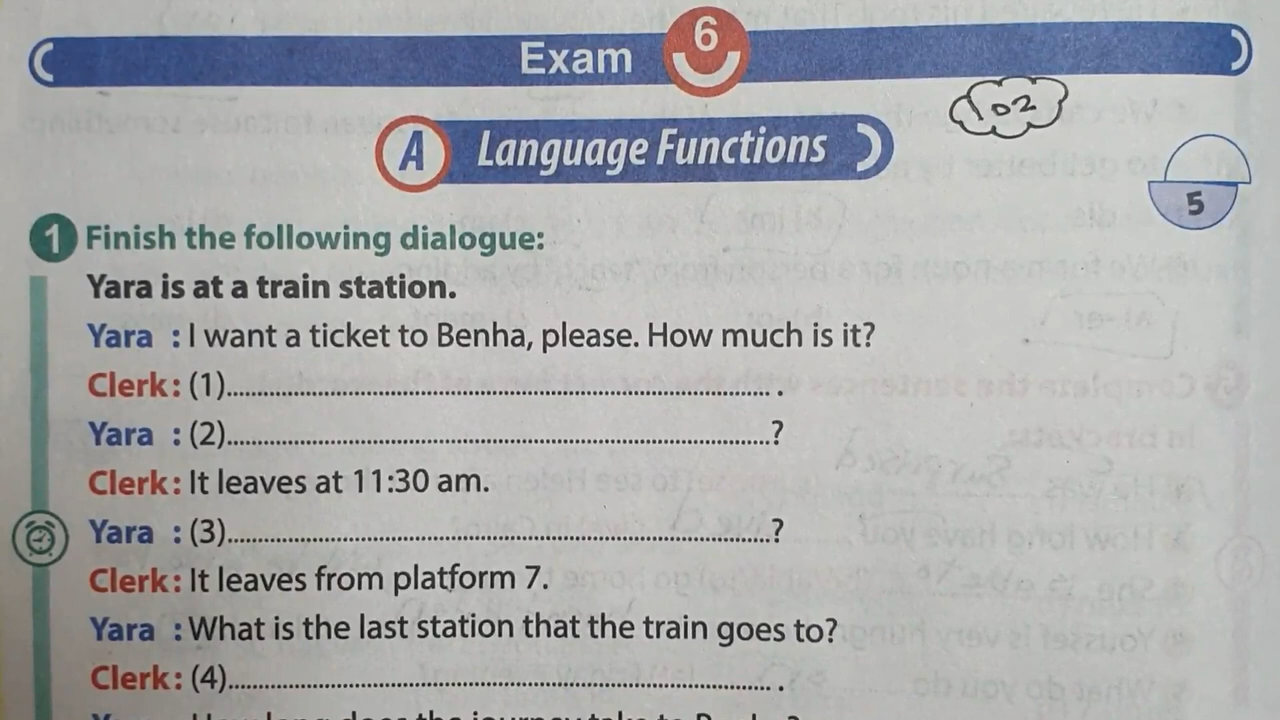 Exam 6
102
A Language Functions
5
1 Finish the following dialogue:
Yara is at a train station.
Yara : I want a ticket to Benha, please. How much is it?
Clerk: (1)........................................ .
Yara : (2)........................................?
Clerk: It leaves at 11:30 am.
Yara : (3)........................................?
Clerk: It leaves from platform 7.
Yara : What is the last station that the train goes to?
Clerk: (4)........................................ .